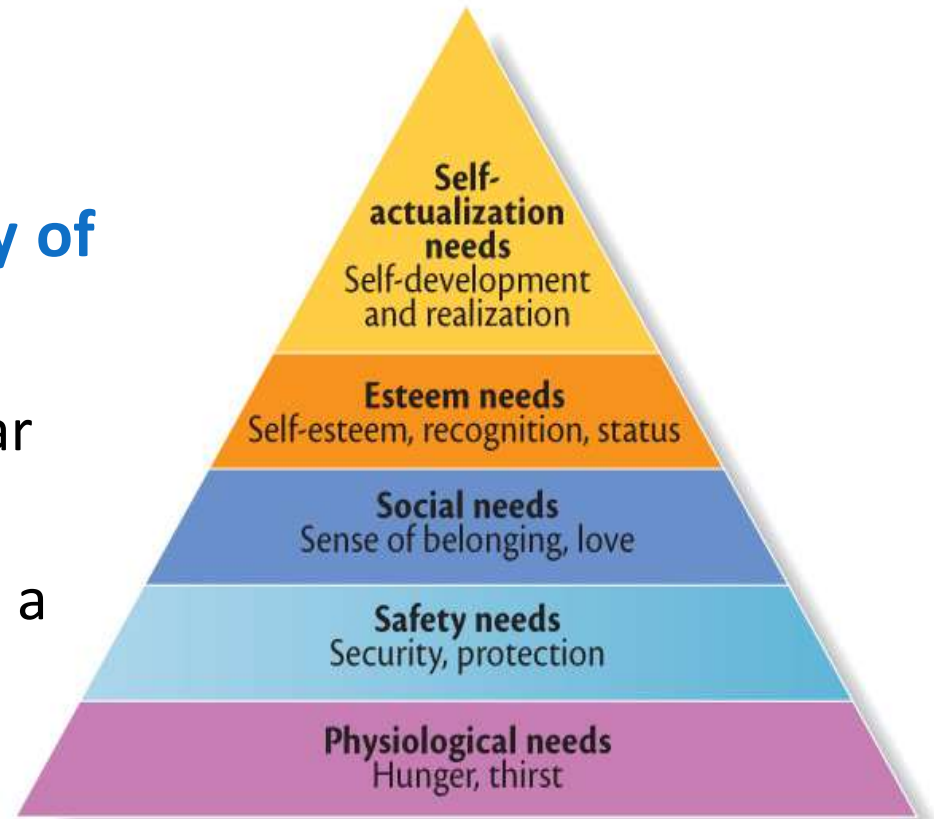 y of
ar
a
Self-
actualization
needs
Self-development
and realization
Esteem needs
Self-esteem, recognition, status
Social needs
Sense of belonging, love
Safety needs
Security, protection
Physiological needs
Hunger, thirst